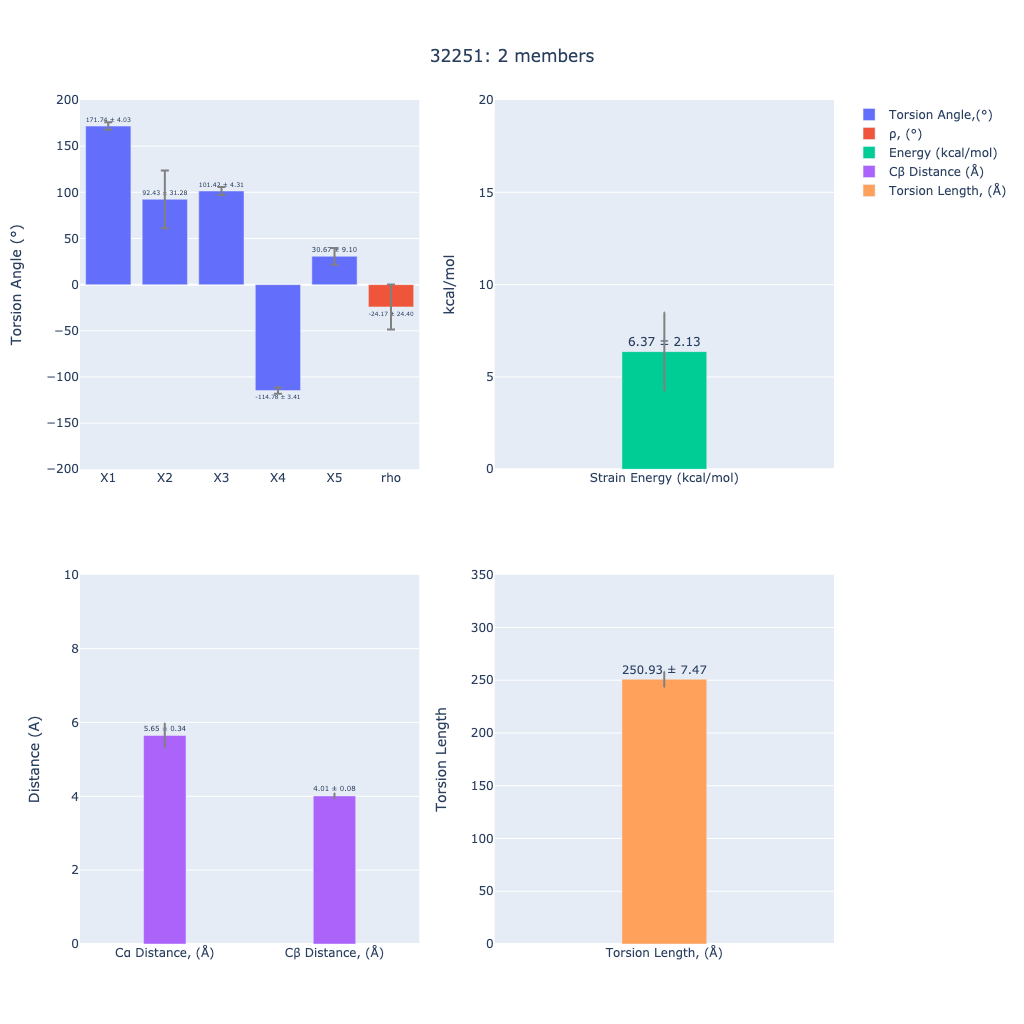 32251: 2 members
200
150
100
50
0
−50
−100
−150
−200
Torsion Angle (°)
171.74 ± 4.03
92.43 ± 31.28
101.42 ± 4.31
-114.78 ± 3.41
30.67 ± 9.10
-24.17 ± 24.40
X1 X2 X3 X4 X5 rho
20
15
10
5
0
kcal/mol
6.37 ± 2.13
Strain Energy (kcal/mol)
Torsion Angle,(°)
ρ, (°)
Energy (kcal/mol)
Cβ Distance (Å)
Torsion Length, (Å)
10
8
6
4
2
0
Distance (A)
5.65 ± 0.34
4.01 ± 0.08
Cα Distance, (Å) Cβ Distance, (Å)
350
300
250
200
150
100
50
0
Torsion Length
250.93 ± 7.47
Torsion Length, (Å)